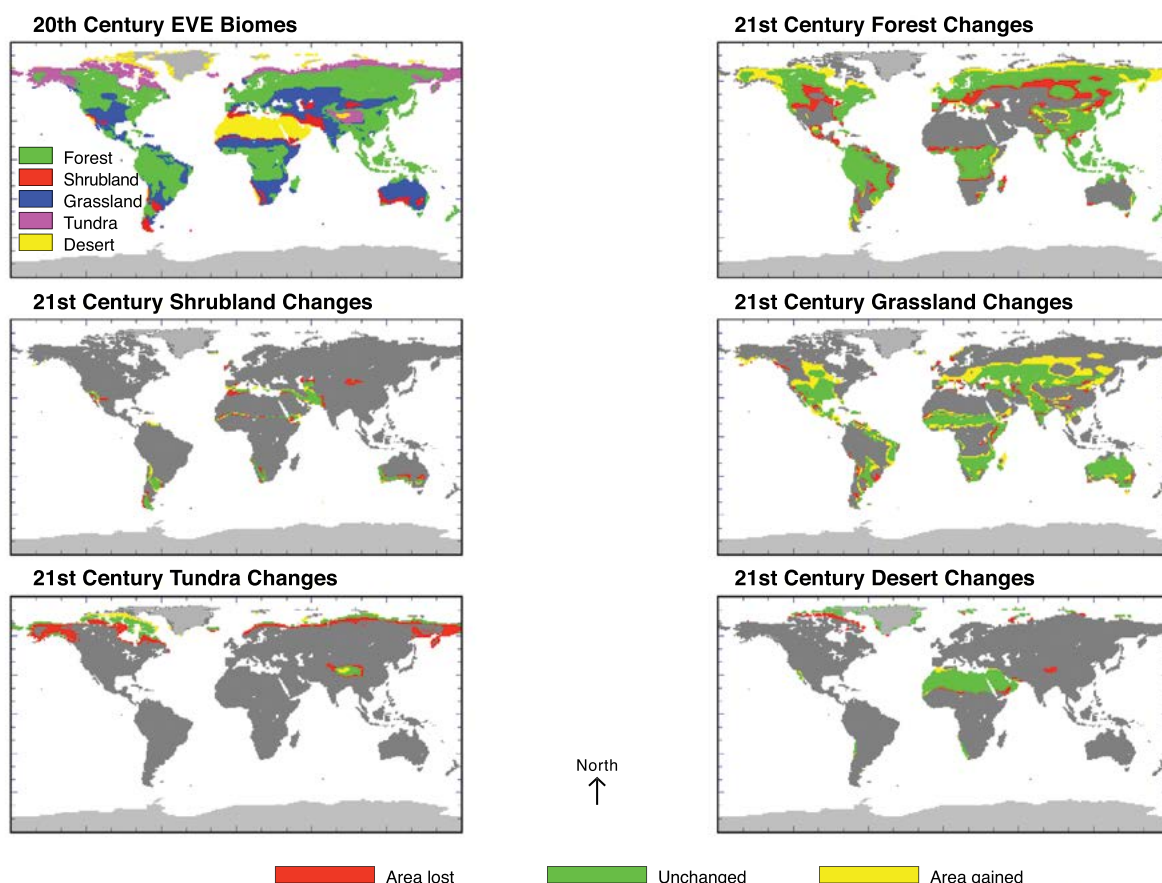 20th Century EVE Biomes
21st Century Forest Changes
Forest
Shrubland
Grassland
Tundra
Desert
21st Century Shrubland Changes
21st Century Grassland Changes
21st Century Tundra Changes
21st Century Desert Changes
North
Area lost
Unchanged
Area gained